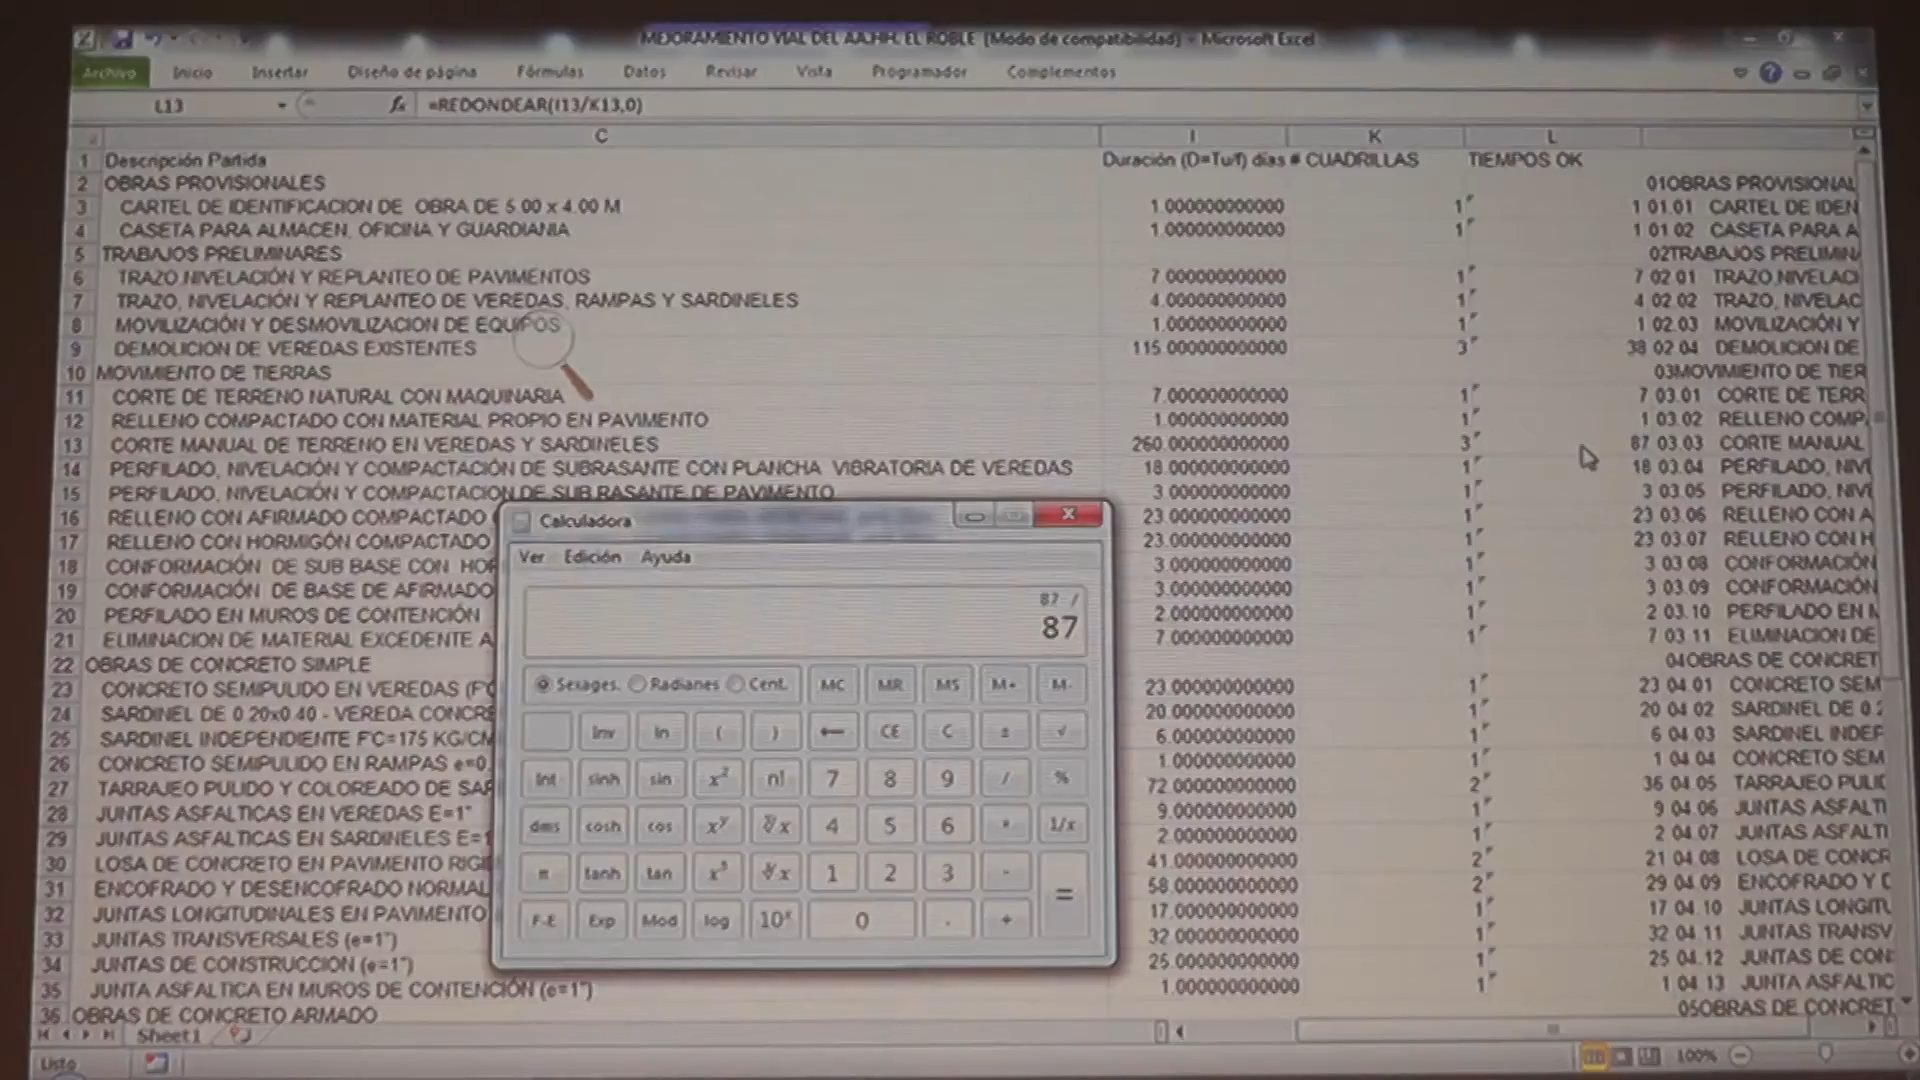 MEJORAMIENTO VIAL DEL AA.HH. EL ROBLE [Modo de compatibilidad] - Microsoft Excel
Archivo Inicio Insertar Diseño de página Fórmulas Datos Revisar Vista Programador Complementos
L13 fx =REDONDEAR(I13/K13,0)
C I K L
1 Descripción Partida Duración (D=Tu/f) días # CUADRILLAS TIEMPOS OK
2 OBRAS PROVISIONALES 01OBRAS PROVISIONAL
3 CARTEL DE IDENTIFICACION DE OBRA DE 5.00 x 4.00 M 1.000000000000 1 1 01.01 CARTEL DE IDEN
4 CASETA PARA ALMACEN, OFICINA Y GUARDIANIA 1.000000000000 1 1 01.02 CASETA PARA A
5 TRABAJOS PRELIMINARES 02TRABAJOS PRELIMIN
6 TRAZO,NIVELACIÓN Y REPLANTEO DE PAVIMENTOS 7.000000000000 1 7 02.01 TRAZO,NIVELACI
7 TRAZO, NIVELACIÓN Y REPLANTEO DE VEREDAS, RAMPAS Y SARDINELES 4.000000000000 1 4 02.02 TRAZO, NIVELAC
8 MOVILIZACIÓN Y DESMOVILIZACION DE EQUIPOS 1.000000000000 1 1 02.03 MOVILIZACIÓN Y
9 DEMOLICION DE VEREDAS EXISTENTES 115.000000000000 3 38 02.04 DEMOLICION DE
10 MOVIMIENTO DE TIERRAS 03MOVIMIENTO DE TIER
11 CORTE DE TERRENO NATURAL CON MAQUINARIA 7.000000000000 1 7 03.01 CORTE DE TERR
12 RELLENO COMPACTADO CON MATERIAL PROPIO EN PAVIMENTO 1.000000000000 1 1 03.02 RELLENO COMP
13 CORTE MANUAL DE TERRENO EN VEREDAS Y SARDINELES 260.000000000000 3 87 03.03 CORTE MANUAL
14 PERFILADO, NIVELACIÓN Y COMPACTACIÓN DE SUBRASANTE CON PLANCHA VIBRATORIA DE VEREDAS 18.000000000000 1 18 03.04 PERFILADO, NIVE
15 PERFILADO, NIVELACIÓN Y COMPACTACION DE SUB RASANTE DE PAVIMENTO 3.000000000000 1 3 03.05 PERFILADO, NIVE
16 RELLENO CON AFIRMADO COMPACTADO 23.000000000000 1 23 03.06 RELLENO CON A
17 RELLENO CON HORMIGÓN COMPACTADO 23.000000000000 1 23 03.07 RELLENO CON H
18 CONFORMACIÓN DE SUB BASE CON HOR 3.000000000000 1 3 03.08 CONFORMACIÓN
19 CONFORMACIÓN DE BASE DE AFIRMADO 3.000000000000 1 3 03.09 CONFORMACIÓN
20 PERFILADO EN MUROS DE CONTENCIÓN 2.000000000000 1 2 03.10 PERFILADO EN M
21 ELIMINACION DE MATERIAL EXCEDENTE A 7.000000000000 1 7 03.11 ELIMINACION DE
22 OBRAS DE CONCRETO SIMPLE 04OBRAS DE CONCRET
23 CONCRETO SEMIPULIDO EN VEREDAS (F'C 23.000000000000 1 23 04.01 CONCRETO SEM
24 SARDINEL DE 0.20x0.40 - VEREDA CONCRE 20.000000000000 1 20 04.02 SARDINEL DE 0.2
25 SARDINEL INDEPENDIENTE F'C=175 KG/CM 6.000000000000 1 6 04.03 SARDINEL INDEP
26 CONCRETO SEMIPULIDO EN RAMPAS e=0. 1.000000000000 1 1 04.04 CONCRETO SEM
27 TARRAJEO PULIDO Y COLOREADO DE SAR 72.000000000000 2 36 04.05 TARRAJEO PULID
28 JUNTAS ASFALTICAS EN VEREDAS E=1" 9.000000000000 1 9 04.06 JUNTAS ASFALTI
29 JUNTAS ASFALTICAS EN SARDINELES E=1 2.000000000000 1 2 04.07 JUNTAS ASFALTI
30 LOSA DE CONCRETO EN PAVIMENTO RIGI 41.000000000000 2 21 04.08 LOSA DE CONCR
31 ENCOFRADO Y DESENCOFRADO NORMAL 58.000000000000 2 29 04.09 ENCOFRADO Y D
32 JUNTAS LONGITUDINALES EN PAVIMENTO 17.000000000000 1 17 04.10 JUNTAS LONGITU
33 JUNTAS TRANSVERSALES (e=1") 32.000000000000 1 32 04.11 JUNTAS TRANSV
34 JUNTAS DE CONSTRUCCION (e=1") 25.000000000000 1 25 04.12 JUNTAS DE CON
35 JUNTA ASFALTICA EN MUROS DE CONTENCIÓN (e=1") 1.000000000000 1 1 04.13 JUNTA ASFALTIC
36 OBRAS DE CONCRETO ARMADO 05OBRAS DE CONCRET
Sheet1
Listo 100%
Calculadora
Ver Edición Ayuda
87 /
87
Sexages. Radianes Cent. MC MR MS M+ M-
Inv ln ( ) ← CE C ± √
Int sinh sin x² n! 7 8 9 / %
dms cosh cos xʸ ʸ√x 4 5 6 * 1/x
π tanh tan x³ ³√x 1 2 3 - =
F-E Exp Mod log 10ˣ 0 . +